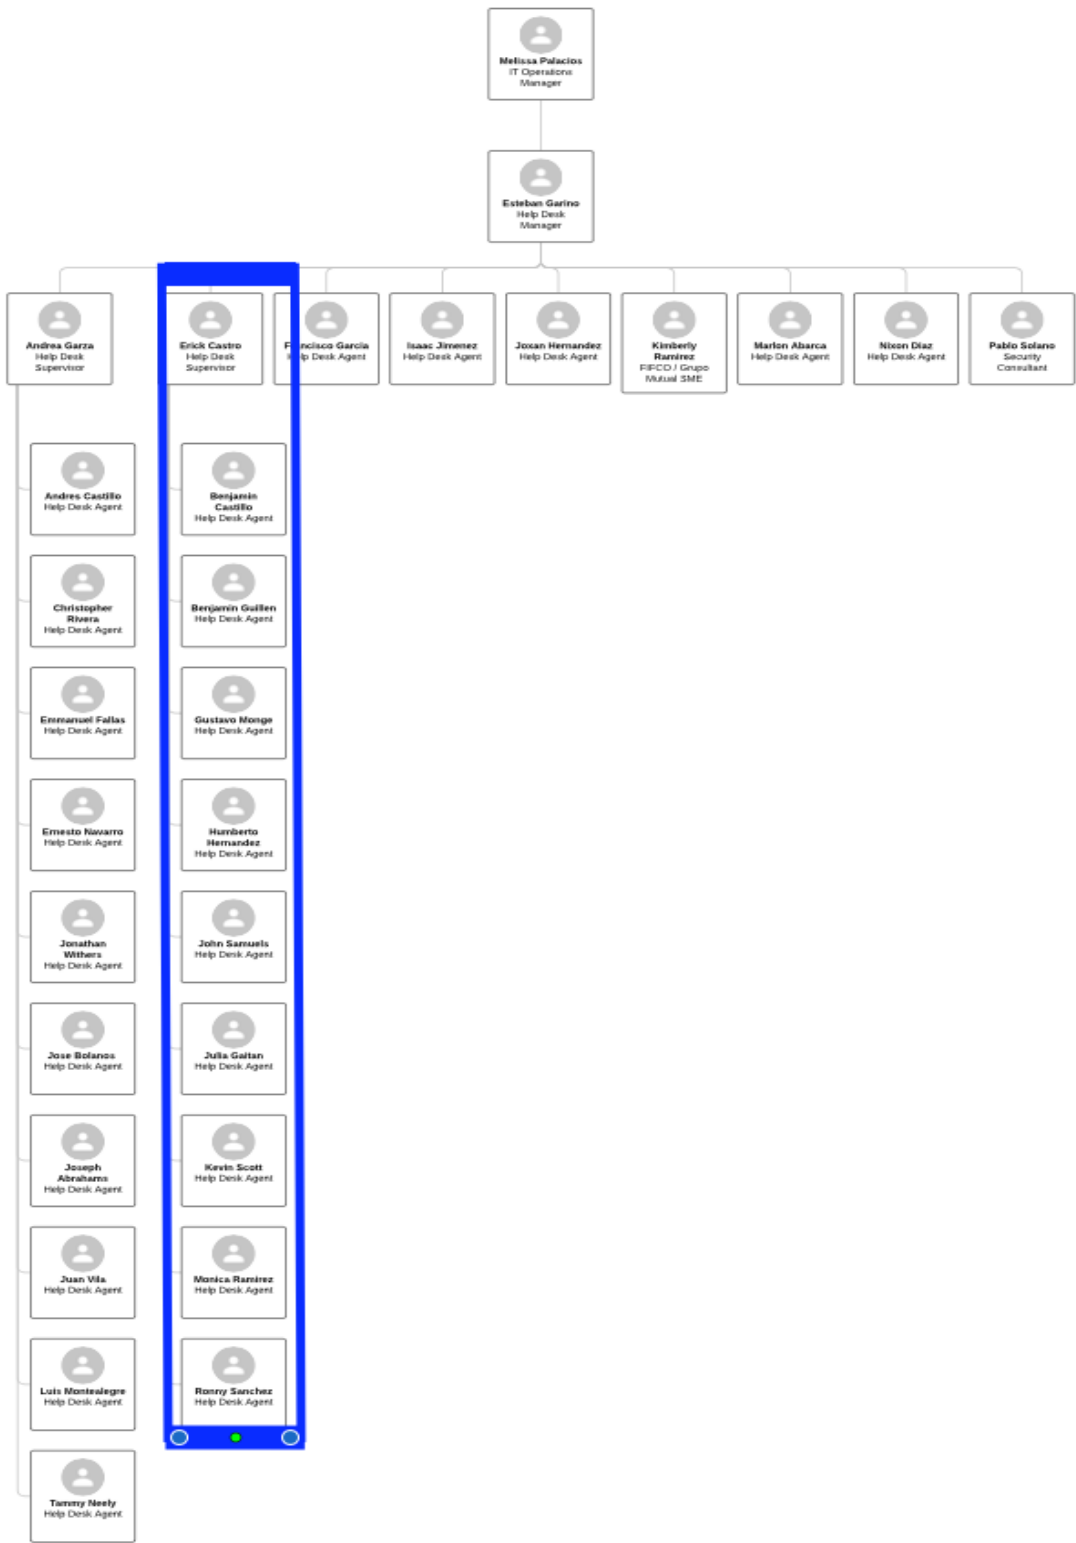 Melissa Palacios
IT Operations
Manager
Esteban Garino
Help Desk
Manager
Andrea Garza
Help Desk
Supervisor
Erick Castro
Help Desk
Supervisor
Francisco Garcia
Help Desk Agent
Isaac Jimenez
Help Desk Agent
Josan Hernandez
Help Desk Agent
Kimberly
Ramirez
FIFCO / Grupo
Mutual SME
Marlon Abarca
Help Desk Agent
Nixon Diaz
Help Desk Agent
Pablo Solano
Security
Consultant
Andres Castillo
Help Desk Agent
Christopher
Rivera
Help Desk Agent
Emmanuel Fallas
Help Desk Agent
Ernesto Navarro
Help Desk Agent
Jonathan
Withers
Help Desk Agent
Jose Bolanos
Help Desk Agent
Joseph
Abrahams
Help Desk Agent
Juan Vila
Help Desk Agent
Luis Montealegre
Help Desk Agent
Tammy Neely
Help Desk Agent
Benjamin
Castillo
Help Desk Agent
Benjamin Guillen
Help Desk Agent
Gustavo Monge
Help Desk Agent
Humberto
Hernandez
Help Desk Agent
John Samuels
Help Desk Agent
Julia Gaitan
Help Desk Agent
Kevin Scott
Help Desk Agent
Monica Ramirez
Help Desk Agent
Ronny Sanchez
Help Desk Agent